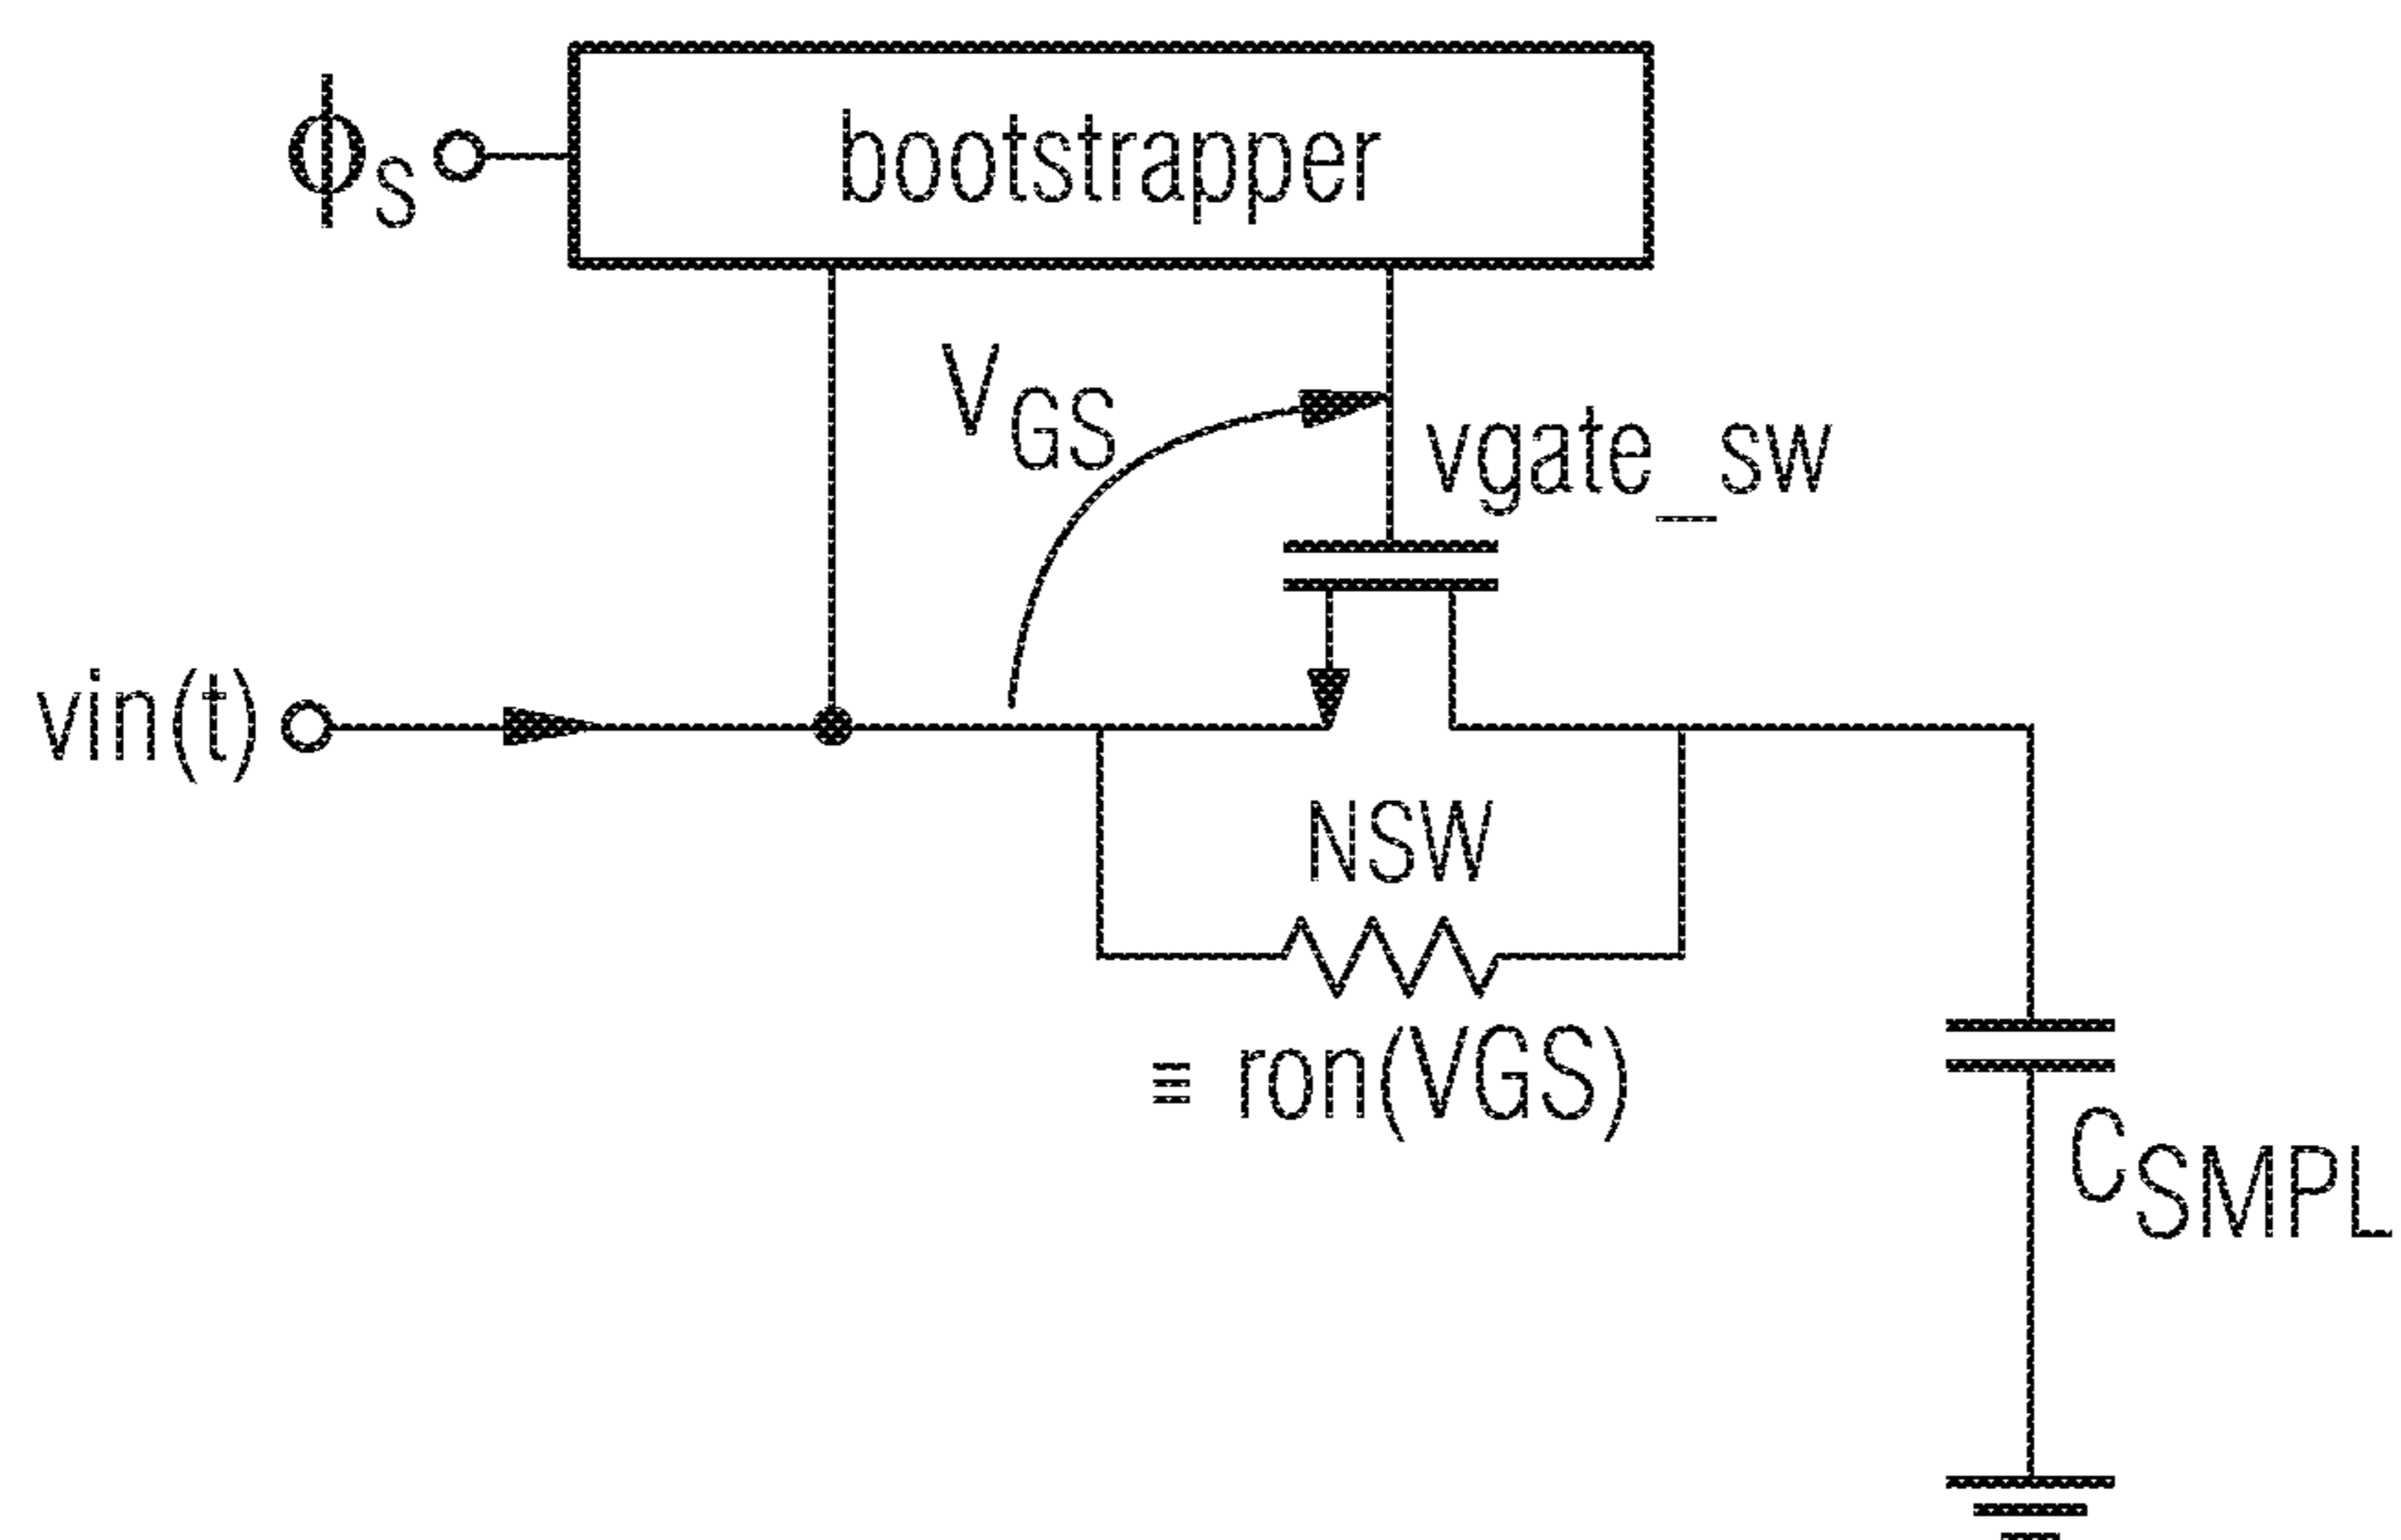 ϕS
bootstrapper
VGS
vgate_sw
vin(t)
NSW
≡ ron(VGS)
CSMPL